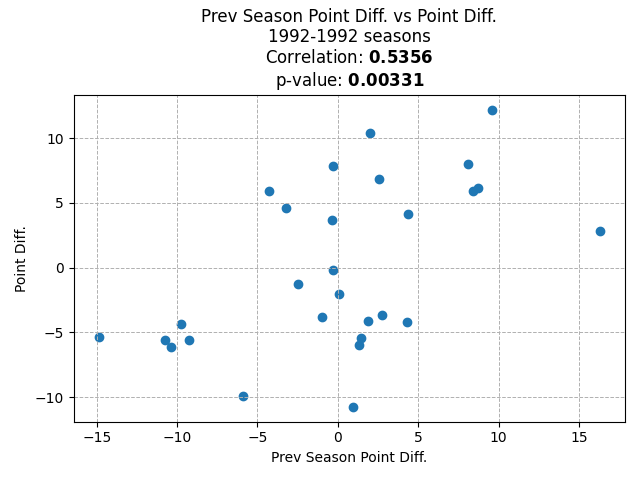 Prev Season Point Diff. vs Point Diff.
1992-1992 seasons
Correlation: 0.5356
p-value: 0.00331
Point Diff.
10
5
0
−5
−10
−15
−10
−5
0
5
10
15
Prev Season Point Diff.